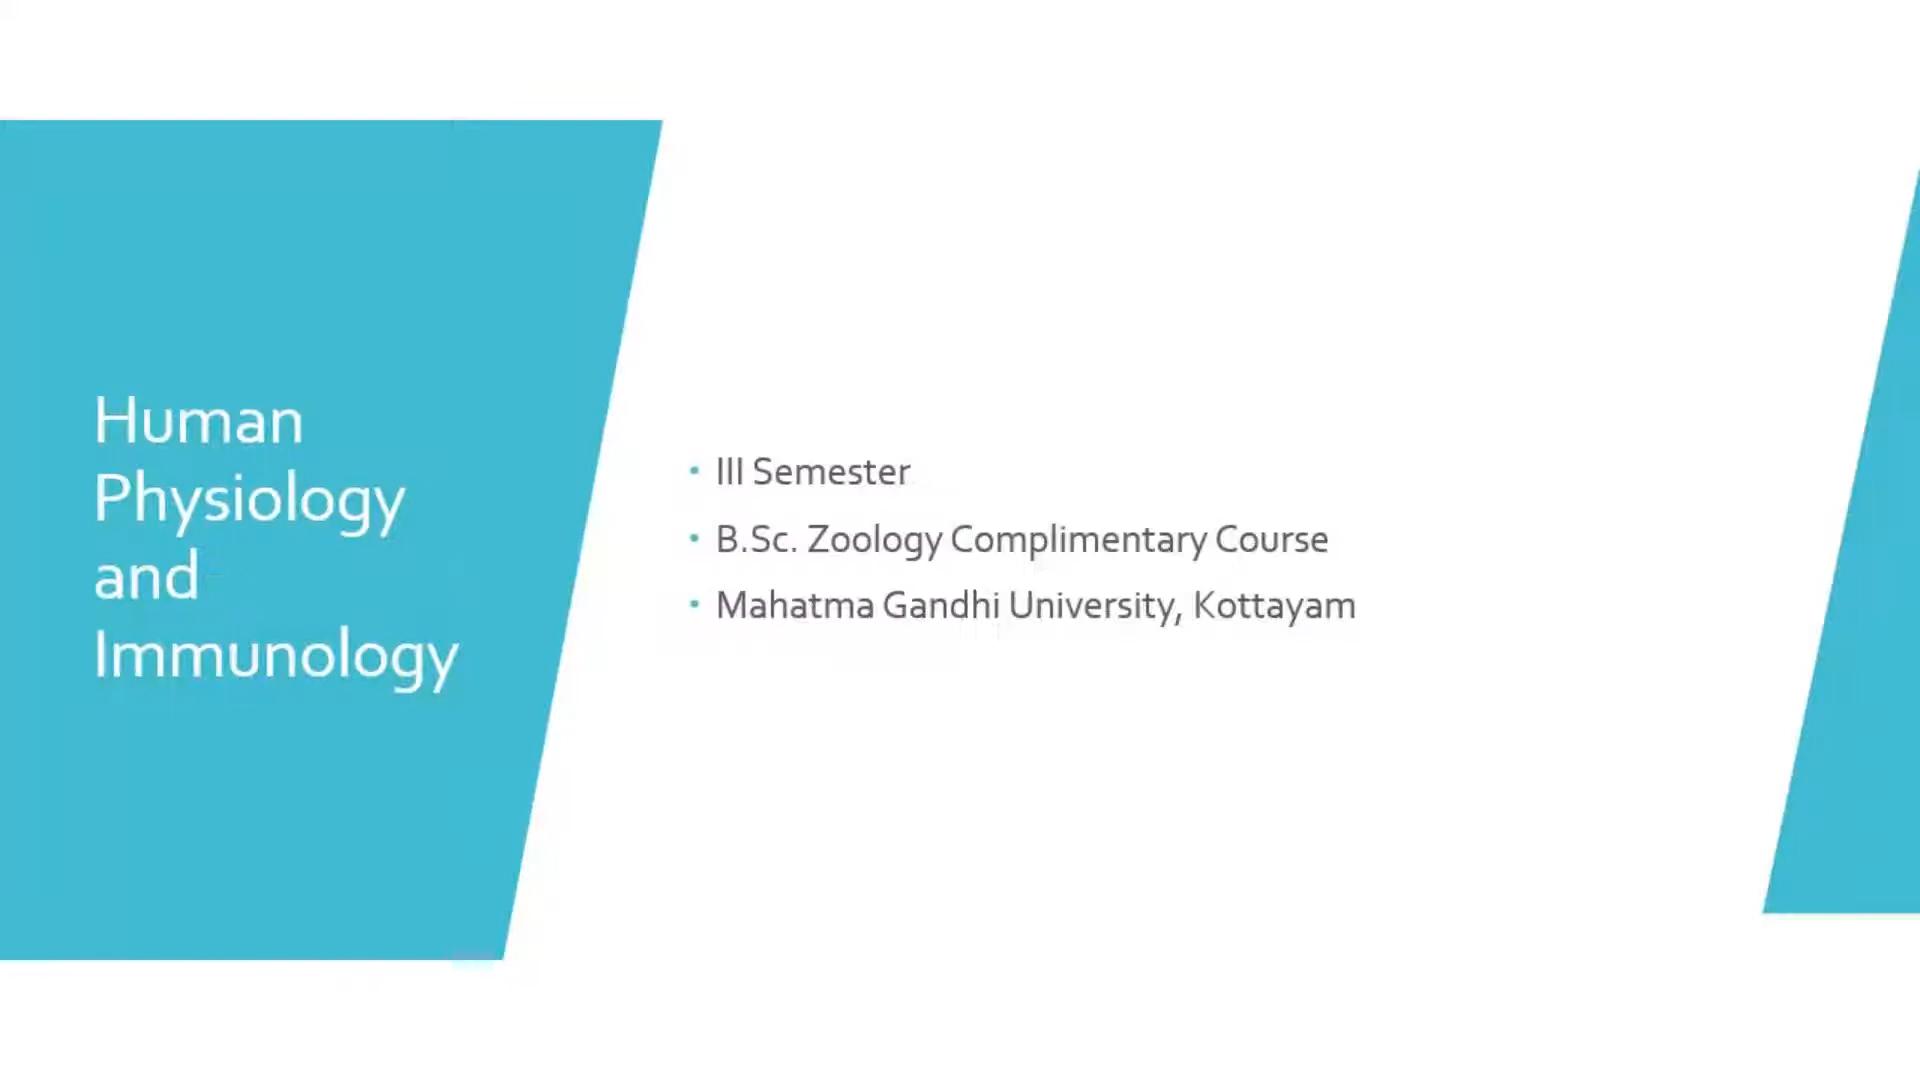 Human
Physiology
and
Immunology
• III Semester
• B.Sc. Zoology Complimentary Course
• Mahatma Gandhi University, Kottayam